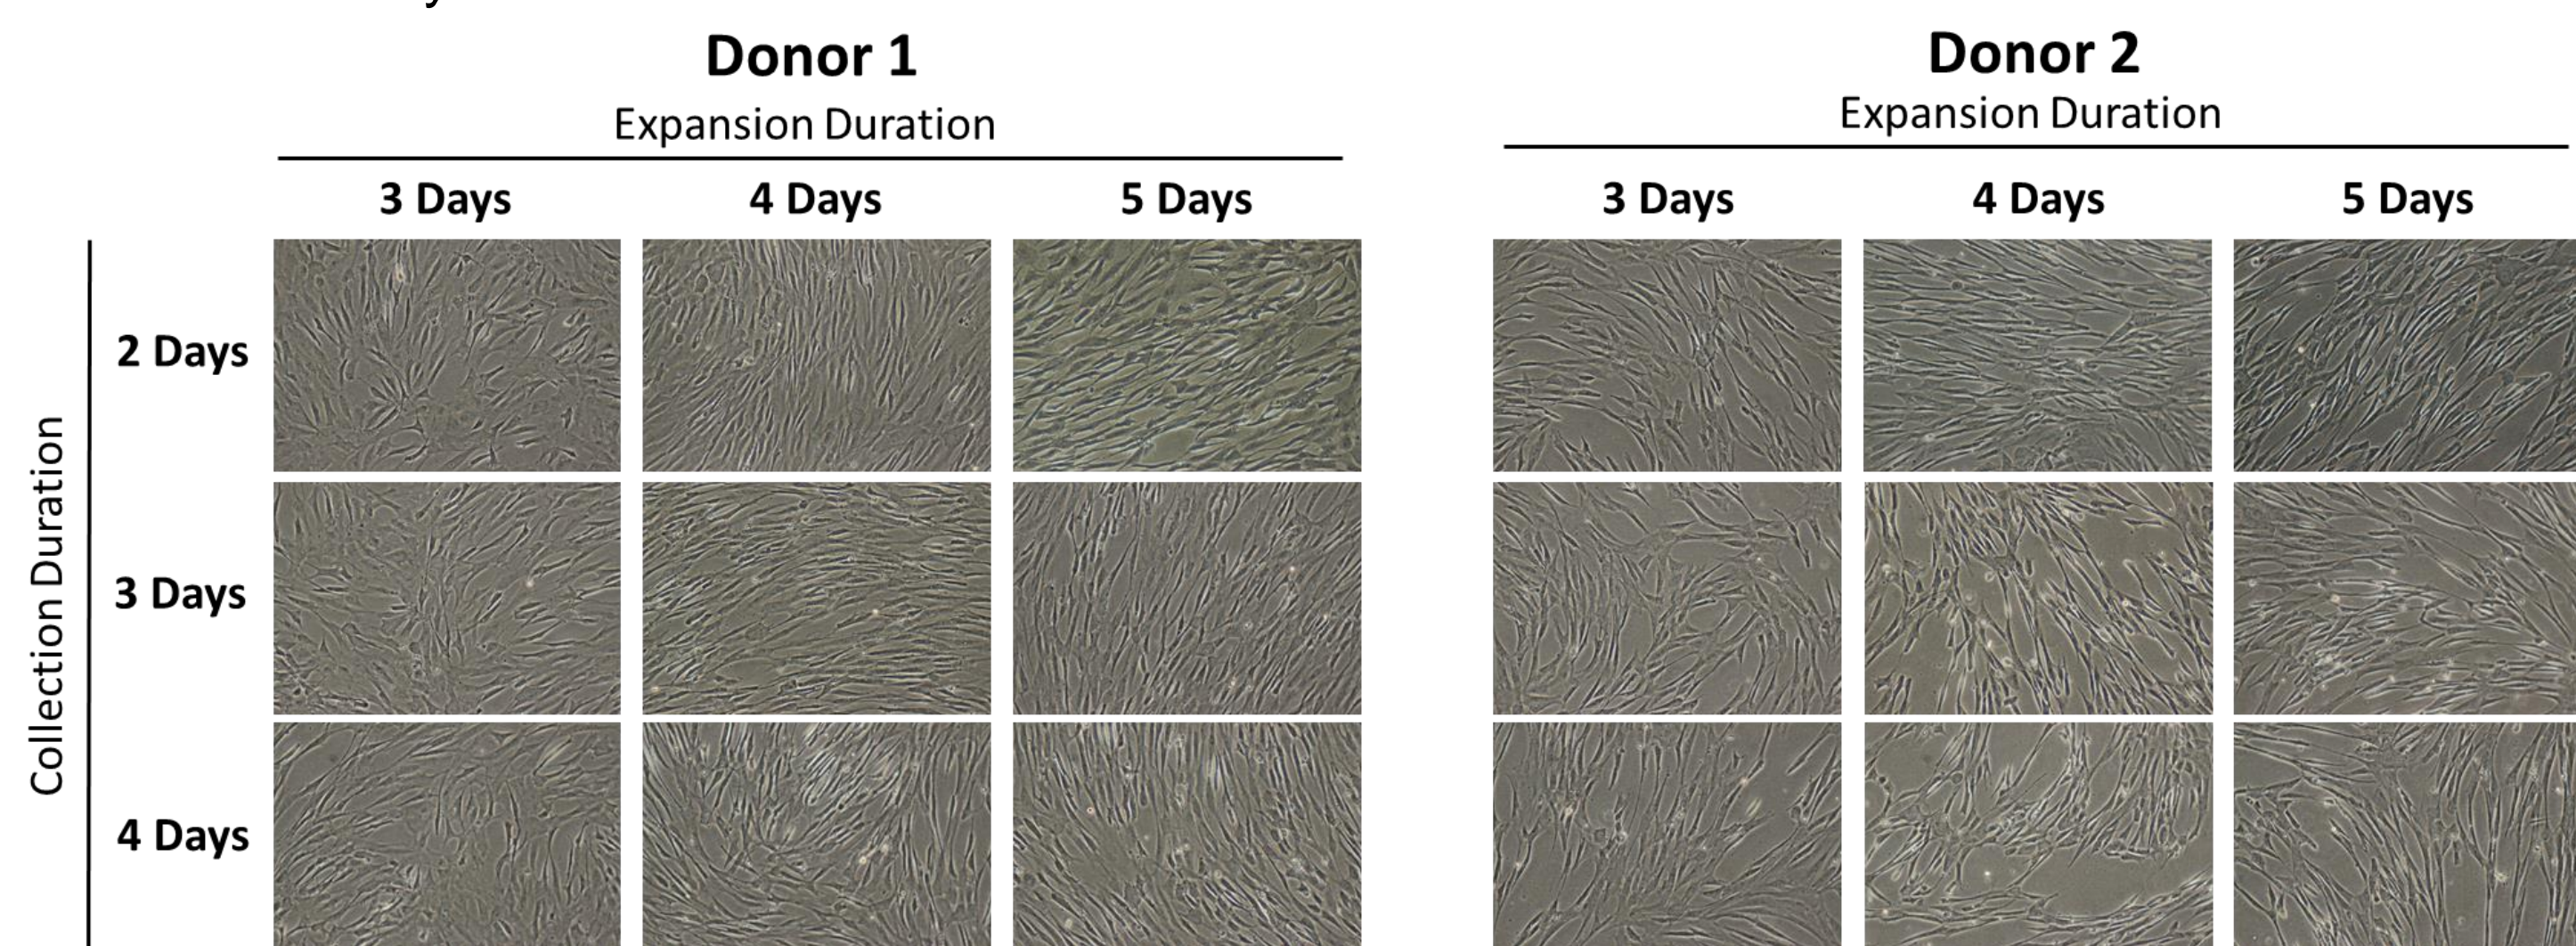 Donor 1
Expansion Duration
3 Days
4 Days
5 Days
Donor 2
Expansion Duration
3 Days
4 Days
5 Days
Collection Duration
2 Days
3 Days
4 Days